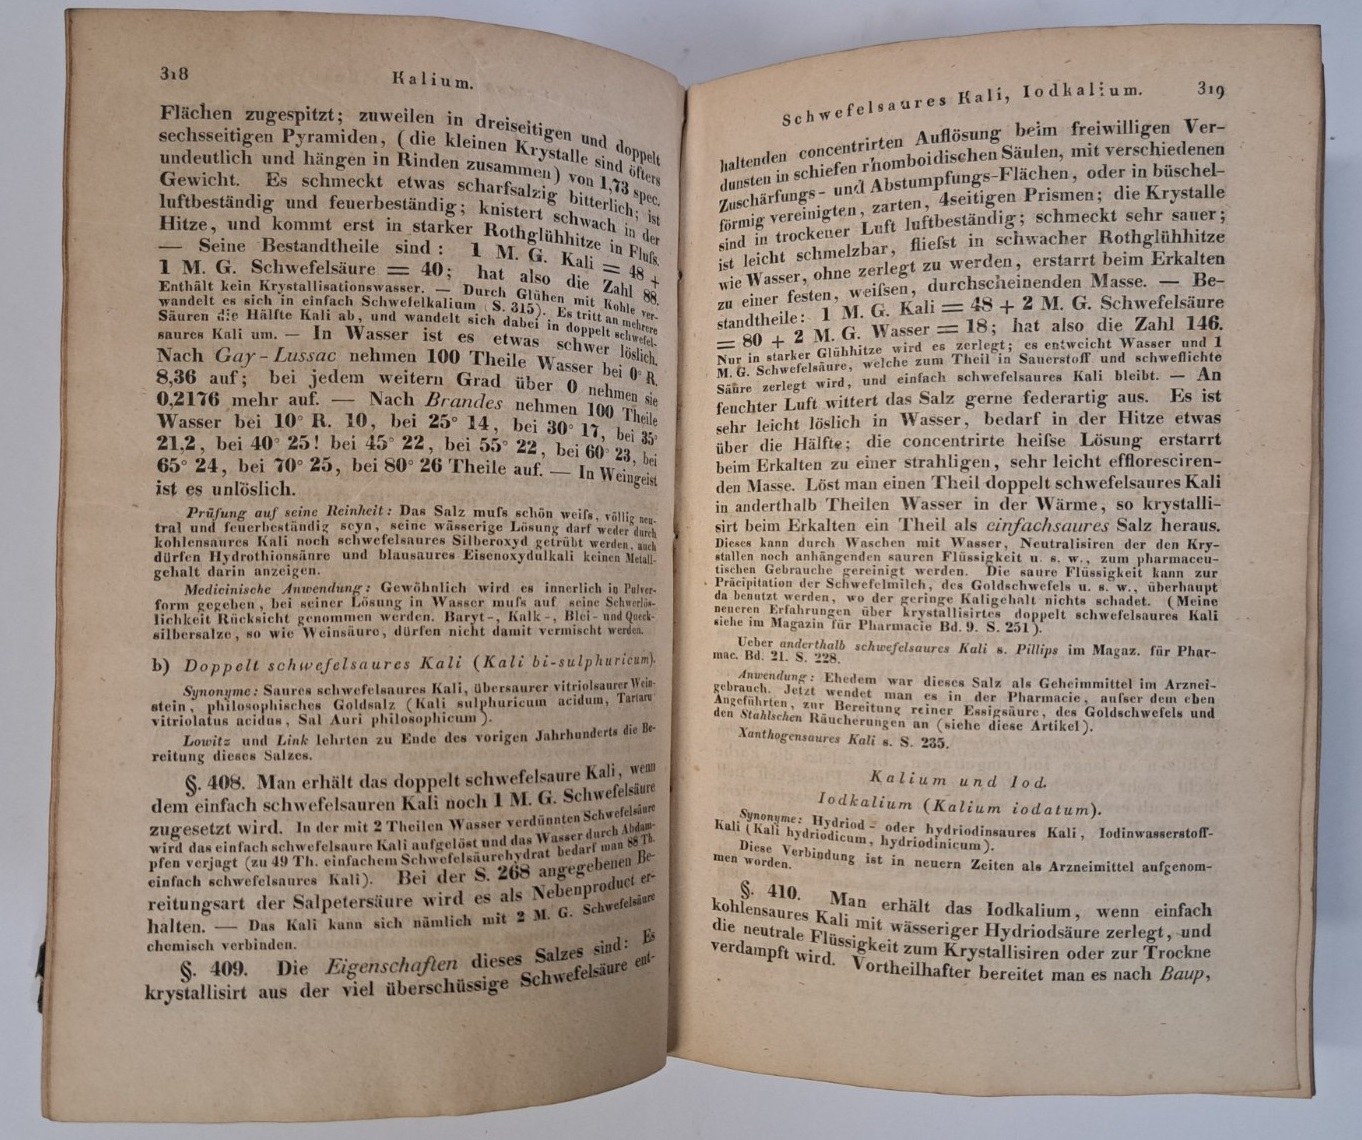 318
Kalium.
Flächen zugespitzt; zuweilen in dreiseitigen und doppelt
sechsseitigen Pyramiden, (die kleinen Krystalle sind öfters
undeutlich und hängen in Rinden zusammen) von 1,73 spec.
Gewicht. Es schmeckt etwas scharfsalzig bitterlich; ist
luftbeständig und feuerbeständig; knistert schwach in der
Hitze, und kommt erst in starker Rothglühhitze in Fluſs.
— Seine Bestandtheile sind: 1 M. G. Kali = 48 +
1 M. G. Schwefelsäure = 40; hat also die Zahl 88.
Enthält kein Krystallisationswasser. — Durch Glühen mit Kohle ver-
wandelt es sich in einfach Schwefelkalium (S. 315). Es tritt an mehrere
Säuren die Hälfte Kali ab, und wandelt sich dabei in doppelt schwefel-
saures Kali um. — In Wasser ist es etwas schwer löslich.
Nach Gay-Lussac nehmen 100 Theile Wasser bei 0° R.
8,36 auf; bei jedem weitern Grad über 0 nehmen sie
0,2176 mehr auf. — Nach Brandes nehmen 100 Theile
Wasser bei 10° R. 10, bei 25° 14, bei 30° 17, bei 35°
21,2, bei 40° 25! bei 45° 22, bei 55° 22, bei 60° 23, bei
65° 24, bei 70° 25, bei 80° 26 Theile auf. — In Weingeist
ist es unlöslich.
Prüfung auf seine Reinheit: Das Salz muſs schön weiſs, völlig neu-
tral und feuerbeständig seyn, seine wässerige Lösung darf weder durch
kohlensaures Kali noch schwefelsaures Silberoxyd getrübt werden, auch
dürfen Hydrothionsäure und blausaures Eisenoxydulkali keinen Metall-
gehalt darin anzeigen.
Medicinische Anwendung: Gewöhnlich wird es innerlich in Pulver-
form gegeben, bei seiner Lösung in Wasser muſs auf seine Schwerlös-
lichkeit Rücksicht genommen werden. Baryt-, Kalk-, Blei- und Queck-
silbersalze, so wie Weinsäure, dürfen nicht damit vermischt werden.
b) Doppelt schwefelsaures Kali (Kali bi-sulphuricum).
Synonyme: Saures schwefelsaures Kali, übersaurer vitriolsaurer Wein-
stein, philosophisches Goldsalz (Kali sulphuricum acidum, Tartarus
vitriolatus acidus, Sal Auri philosophicum).
Lowitz und Link lehrten zu Ende des vorigen Jahrhunderts die Be-
reitung dieses Salzes.
§. 408. Man erhält das doppelt schwefelsaure Kali, wenn
dem einfach schwefelsauren Kali noch 1 M. G. Schwefelsäure
zugesetzt wird. In der mit 2 Theilen Wasser verdünnten Schwefelsäure
wird das einfach schwefelsaure Kali aufgelöst und das Wasser durch Abdam-
pfen verjagt (zu 49 Th. einfachem Schwefelsäurehydrat bedarf man 88 Th.
einfach schwefelsaures Kali). Bei der S. 268 angegebenen Be-
reitungsart der Salpetersäure wird es als Nebenproduct er-
halten. — Das Kali kann sich nämlich mit 2 M. G. Schwefelsäure
chemisch verbinden.
§. 409. Die Eigenschaften dieses Salzes sind: Es
krystallisirt aus der viel überschüssige Schwefelsäure ent-
Schwefelsaures Kali, Iodkalium.
319
haltenden concentrirten Auflösung beim freiwilligen Ver-
dunsten in schiefen rhomboidischen Säulen, mit verschiedenen
Zuschärfungs- und Abstumpfungs-Flächen, oder in büschel-
förmig vereinigten, zarten, 4seitigen Prismen; die Krystalle
sind in trockener Luft luftbeständig; schmeckt sehr sauer;
ist leicht schmelzbar, flieſst in schwacher Rothglühhitze
wie Wasser, ohne zerlegt zu werden, erstarrt beim Erkalten
zu einer festen, weiſsen, durchscheinenden Masse. — Be-
standtheile: 1 M. G. Kali = 48 + 2 M. G. Schwefelsäure
= 80 + 2 M. G. Wasser = 18; hat also die Zahl 146.
Nur in starker Glühhitze wird es zerlegt; es entweicht Wasser und 1
M. G. Schwefelsäure, welche zum Theil in Sauerstoff und schweflichte
Säure zerlegt wird, und einfach schwefelsaures Kali bleibt. — An
feuchter Luft wittert das Salz gerne federartig aus. Es ist
sehr leicht löslich in Wasser, bedarf in der Hitze etwas
über die Hälfte; die concentrirte heiſse Lösung erstarrt
beim Erkalten zu einer strahligen, sehr leicht effloresciren-
den Masse. Löst man einen Theil doppelt schwefelsaures Kali
in anderthalb Theilen Wasser in der Wärme, so krystalli-
sirt beim Erkalten ein Theil als einfachsaures Salz heraus.
Dieses kann durch Waschen mit Wasser, Neutralisiren der den Kry-
stallen noch anhängenden sauren Flüssigkeit u. s. w., zum pharmaceu-
tischen Gebrauche gereinigt werden. Die saure Flüssigkeit kann zur
Präcipitation der Schwefelmilch, des Goldschwefels u. s. w., überhaupt
da benutzt werden, wo der geringe Kaligehalt nichts schadet. (Meine
neueren Erfahrungen über krystallisirtes doppelt schwefelsaures Kali
siehe im Magazin für Pharmacie Bd. 9. S. 251).
Ueber anderthalb schwefelsaures Kali s. Pillips im Magaz. für Phar-
mac. Bd. 21. S. 228.
Anwendung: Ehedem war dieses Salz als Geheimmittel im Arznei-
gebrauch. Jetzt wendet man es in der Pharmacie, auſser dem eben
Angeführten, zur Bereitung reiner Essigsäure, des Goldschwefels und
den Stahlschen Räucherungen an (siehe diese Artikel).
Xanthogensaures Kali s. S. 235.
Kalium und Iod.
Iodkalium (Kalium iodatum).
Synonyme: Hydriod- oder hydriodinsaures Kali, Iodinwasserstoff-
Kali (Kali hydriodicum, hydriodinicum).
Diese Verbindung ist in neuern Zeiten als Arzneimittel aufgenom-
men worden.
§. 410. Man erhält das Iodkalium, wenn einfach
kohlensaures Kali mit wässeriger Hydriodsäure zerlegt, und
die neutrale Flüssigkeit zum Krystallisiren oder zur Trockne
verdampft wird. Vortheilhafter bereitet man es nach Baup,